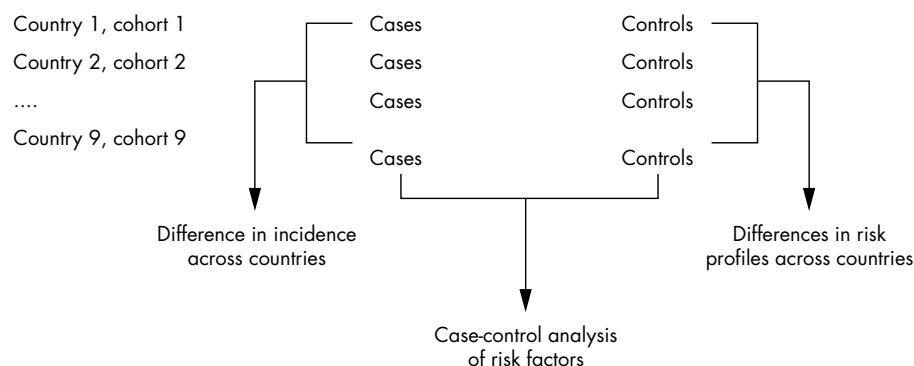 Country 1, cohort 1 Cases Controls
Country 2, cohort 2 Cases Controls
.... Cases Controls
Country 9, cohort 9
Cases Controls
Difference in incidence
across countries
Differences in risk
profiles across countries
Case-control analysis
of risk factors